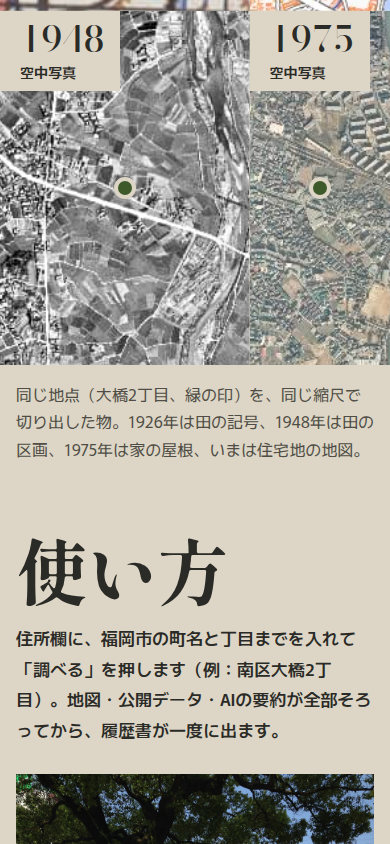 1948
空中写真
1975
空中写真
同じ地点（大橋2丁目、緑の印）を、同じ縮尺で
切り出した物。1926年は田の記号、1948年は田の
区画、1975年は家の屋根、いまは住宅地の地図。
使い方
住所欄に、福岡市の町名と丁目までを入れて
「調べる」を押します（例：南区大橋2丁
目）。地図・公開データ・AIの要約が全部そろ
ってから、履歴書が一度に出ます。